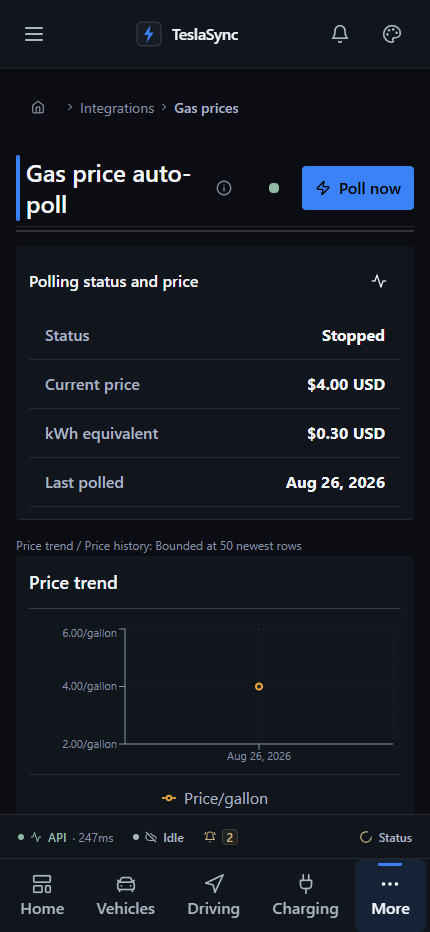 TeslaSync
Integrations
Gas prices
Gas price auto-
poll
Poll now
Polling status and price
Status
Stopped
Current price
$4.00 USD
kWh equivalent
$0.30 USD
Last polled
Aug 26, 2026
Price trend / Price history: Bounded at 50 newest rows
Price trend
6.00/gallon
4.00/gallon
2.00/gallon
Aug 26, 2026
Price/gallon
API · 247ms
Idle
2
Status
Home
Vehicles
Driving
Charging
More